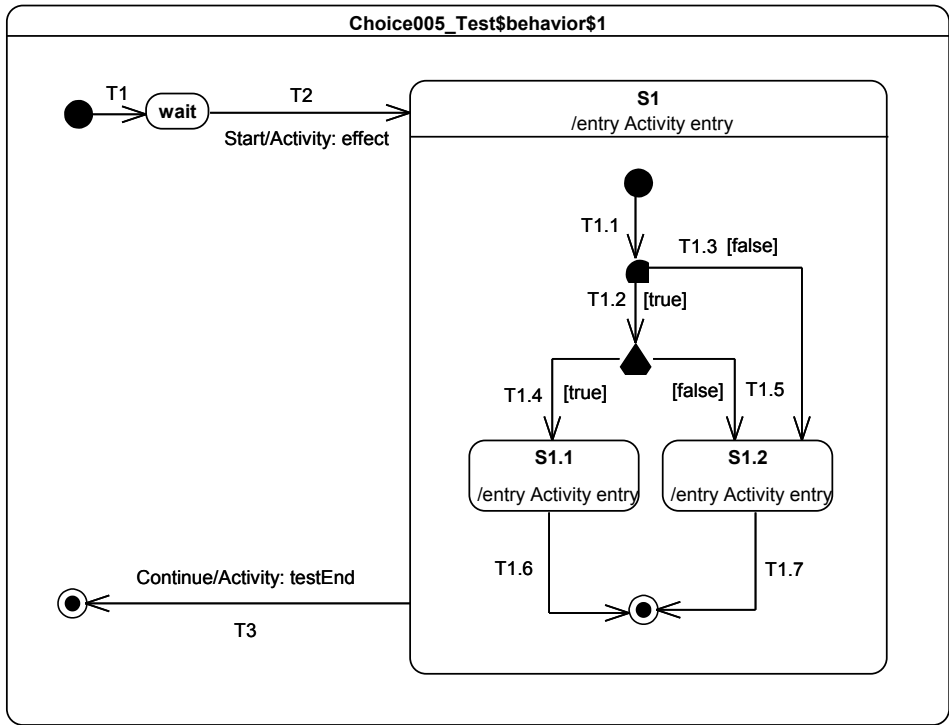 Choice005_Test$behavior$1
T1
wait
T2
Start/Activity: effect
S1
/entry Activity entry
T1.1
T1.3 [false]
T1.2 [true]
T1.4 [true]
[false] T1.5
S1.1
/entry Activity entry
S1.2
/entry Activity entry
T1.6
T1.7
Continue/Activity: testEnd
T3